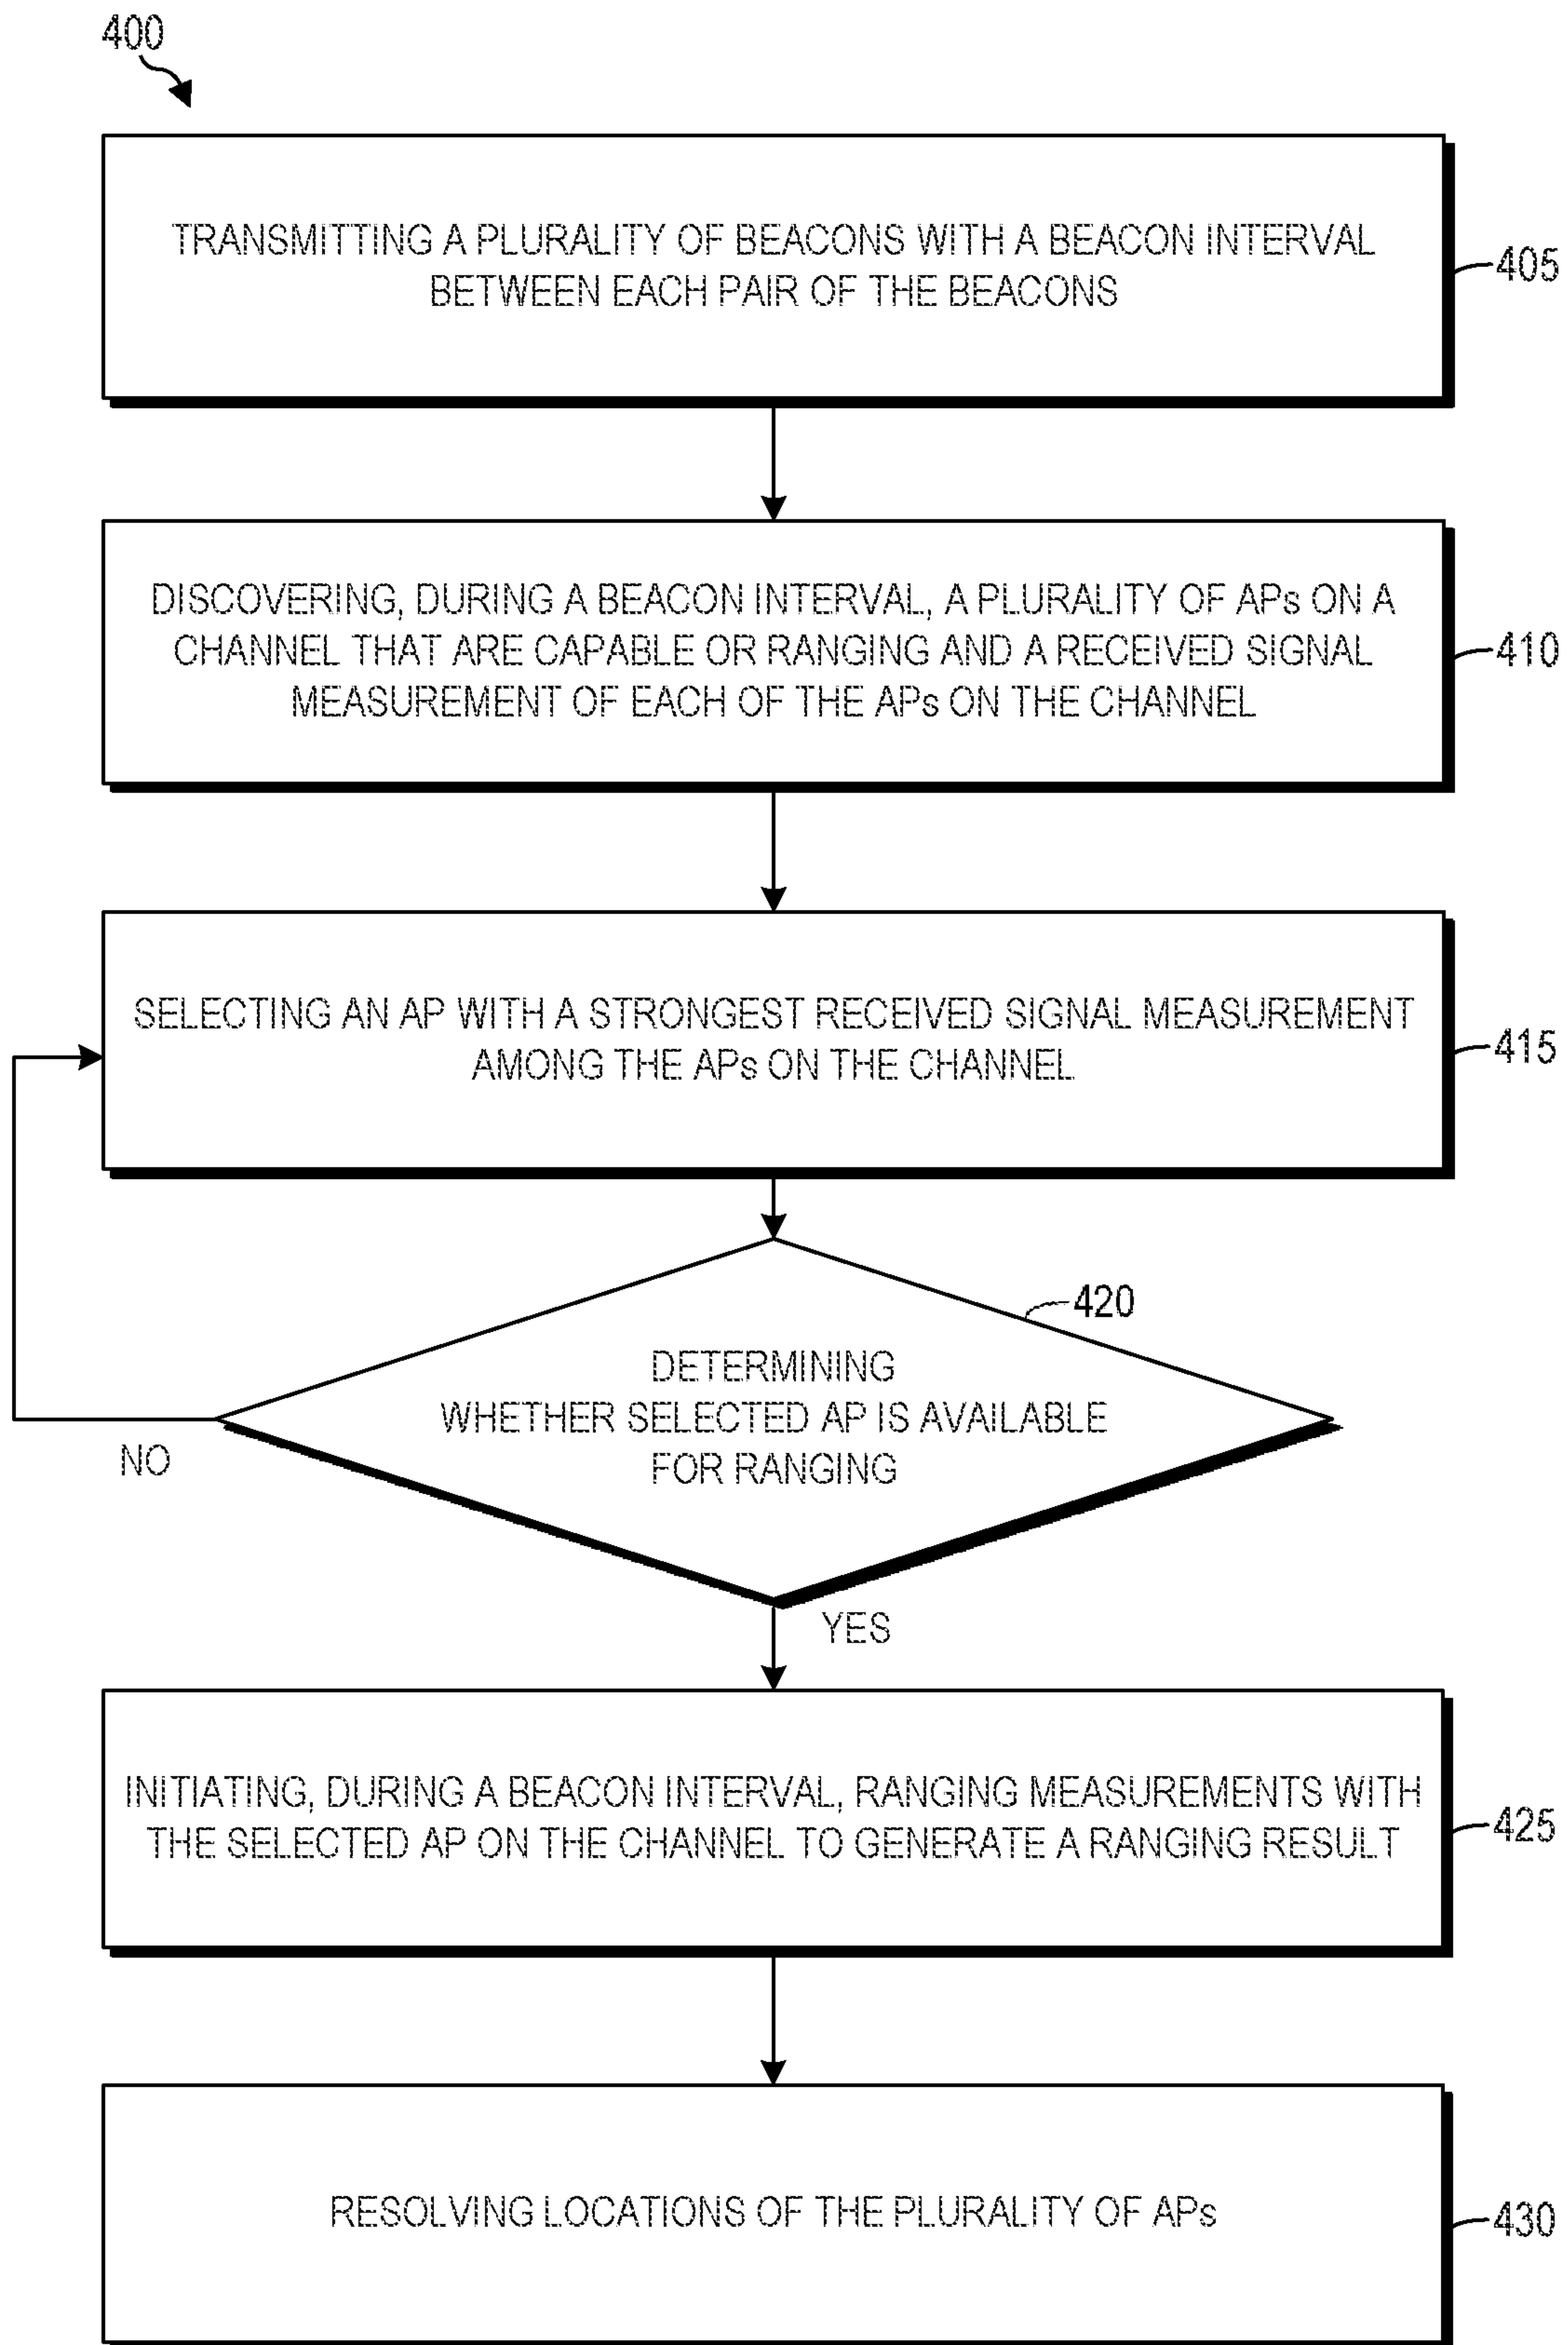 400
TRANSMITTING A PLURALITY OF BEACONS WITH A BEACON INTERVAL
BETWEEN EACH PAIR OF THE BEACONS
405
DISCOVERING, DURING A BEACON INTERVAL, A PLURALITY OF APs ON A
CHANNEL THAT ARE CAPABLE OR RANGING AND A RECEIVED SIGNAL
MEASUREMENT OF EACH OF THE APs ON THE CHANNEL
410
SELECTING AN AP WITH A STRONGEST RECEIVED SIGNAL MEASUREMENT
AMONG THE APs ON THE CHANNEL
415
420
DETERMINING
WHETHER SELECTED AP IS AVAILABLE
FOR RANGING
NO
YES
INITIATING, DURING A BEACON INTERVAL, RANGING MEASUREMENTS WITH
THE SELECTED AP ON THE CHANNEL TO GENERATE A RANGING RESULT
425
RESOLVING LOCATIONS OF THE PLURALITY OF APs
430